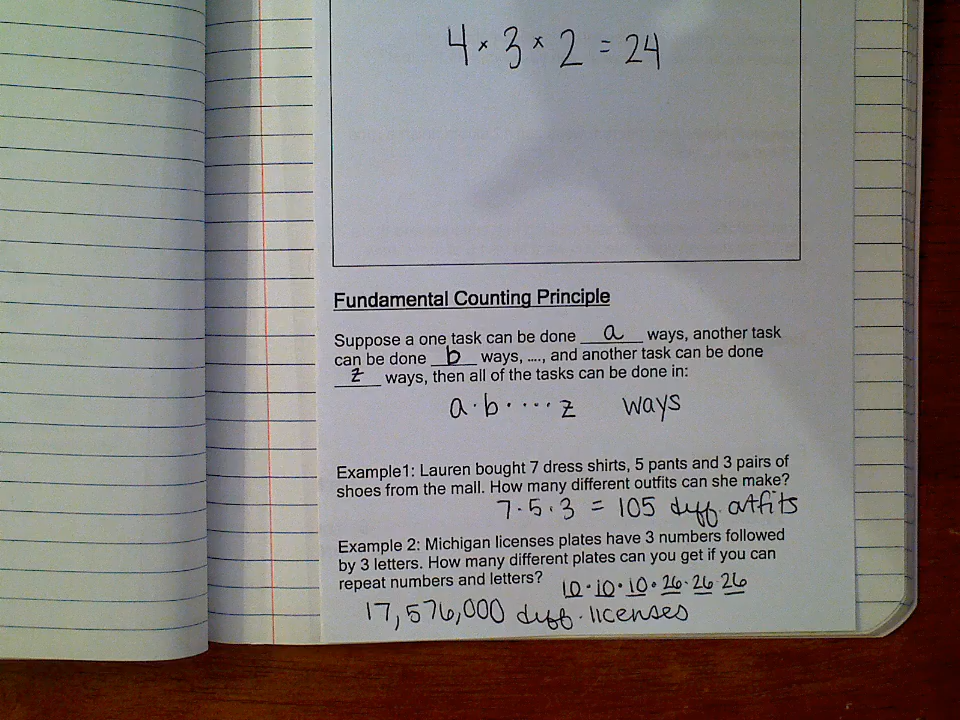 4 × 3 × 2 = 24
Fundamental Counting Principle
Suppose a one task can be done a ways, another task
can be done b ways, ...., and another task can be done
z ways, then all of the tasks can be done in:
a·b····z ways
Example1: Lauren bought 7 dress shirts, 5 pants and 3 pairs of
shoes from the mall. How many different outfits can she make?
7·5·3 = 105 diff. otfits
Example 2: Michigan licenses plates have 3 numbers followed
by 3 letters. How many different plates can you get if you can
repeat numbers and letters? 10·10·10·26·26·26
17,576,000 diff. licenses